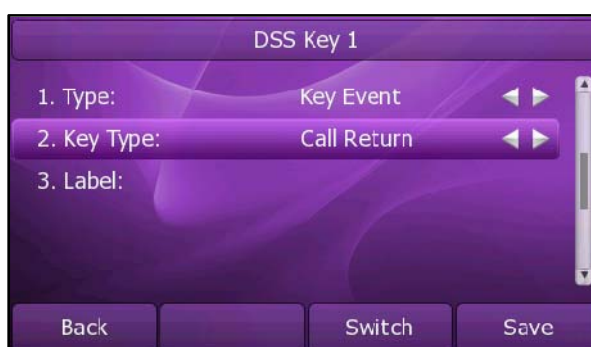 DSS Key 1
1. Type: Key Event
2. Key Type: Call Return
3. Label:
Back Switch Save